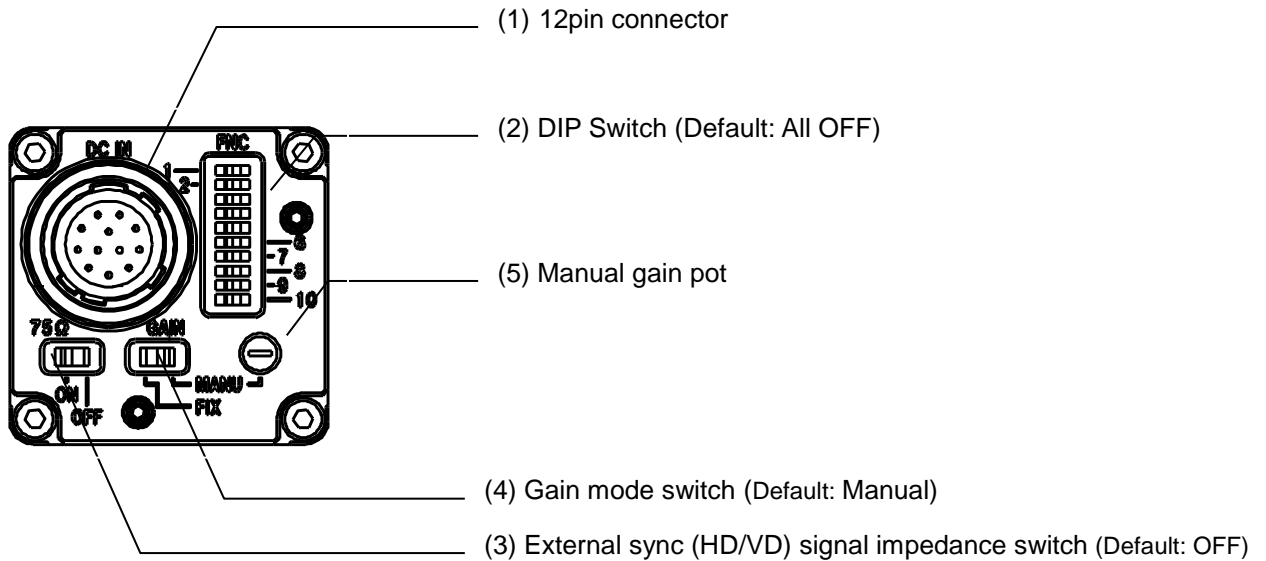 (1) 12pin connector
(2) DIP Switch (Default: All OFF)
DC IN
FNC
1
2
6
7
8
9
10
(5) Manual gain pot
75Ω
GAIN
MANU
FIX
ON
OFF
(4) Gain mode switch (Default: Manual)
(3) External sync (HD/VD) signal impedance switch (Default: OFF)